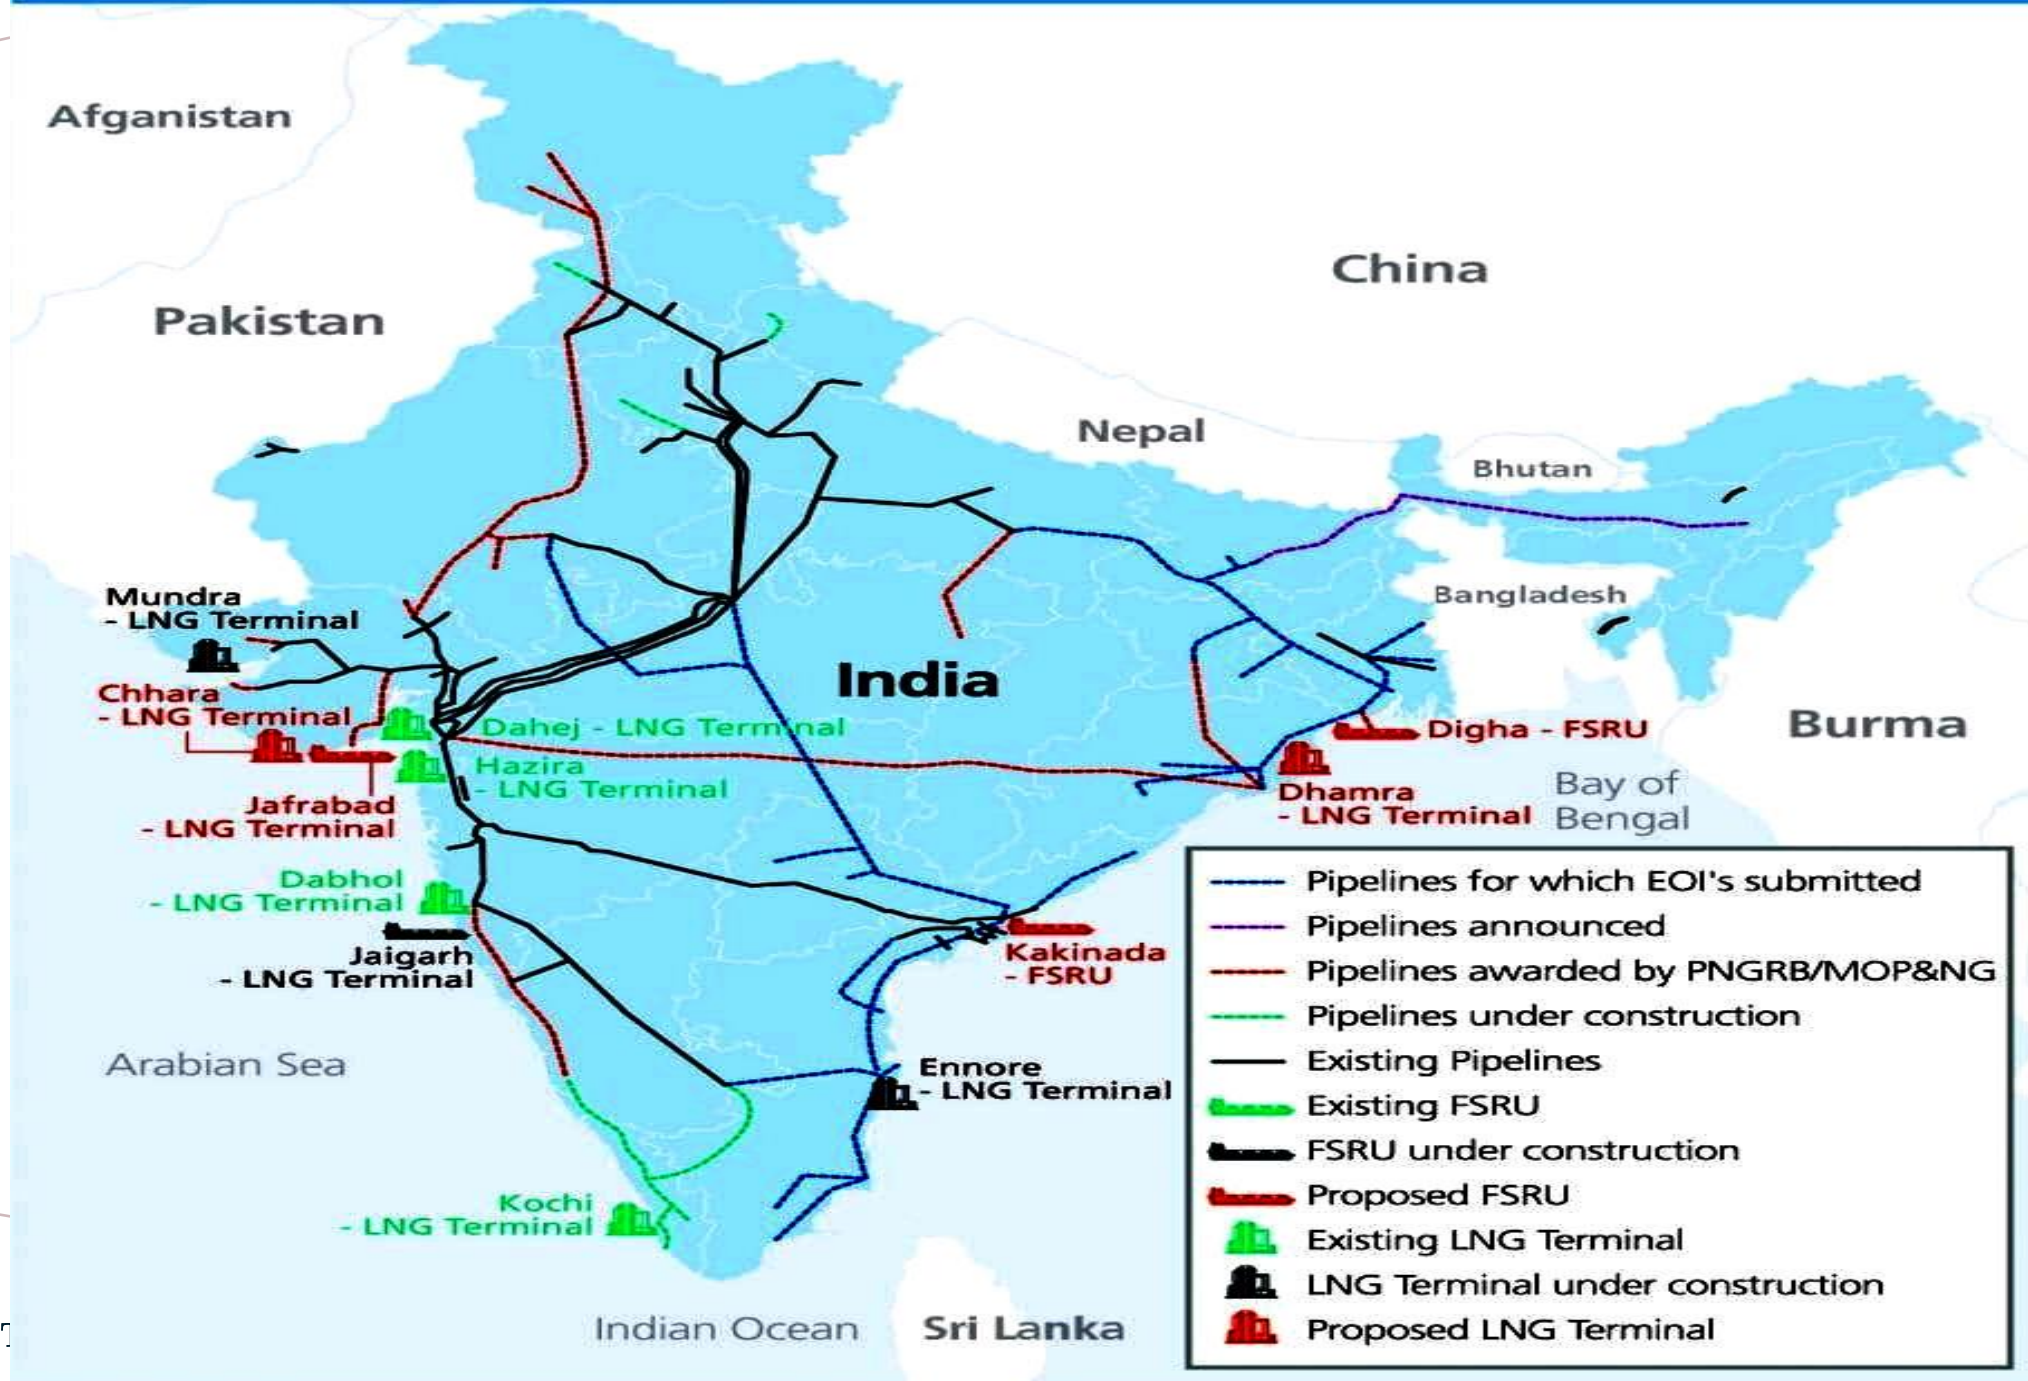 Afganistan
China
Pakistan
Nepal
Bhutan
Bangladesh
Mundra
- LNG Terminal
India
Chhara
- LNG Terminal
Dahej - LNG Terminal
Digha - FSRU
Burma
Hazira
- LNG Terminal
Jafrabad
- LNG Terminal
Dhamra
- LNG Terminal
Bay of
Bengal
Dabhol
- LNG Terminal
Jaigarh
- LNG Terminal
Kakinada
- FSRU
Arabian Sea
Ennore
- LNG Terminal
Kochi
- LNG Terminal
Indian Ocean
Sri Lanka
Pipelines for which EOI's submitted
Pipelines announced
Pipelines awarded by PNGRB/MOP&NG
Pipelines under construction
Existing Pipelines
Existing FSRU
FSRU under construction
Proposed FSRU
Existing LNG Terminal
LNG Terminal under construction
Proposed LNG Terminal